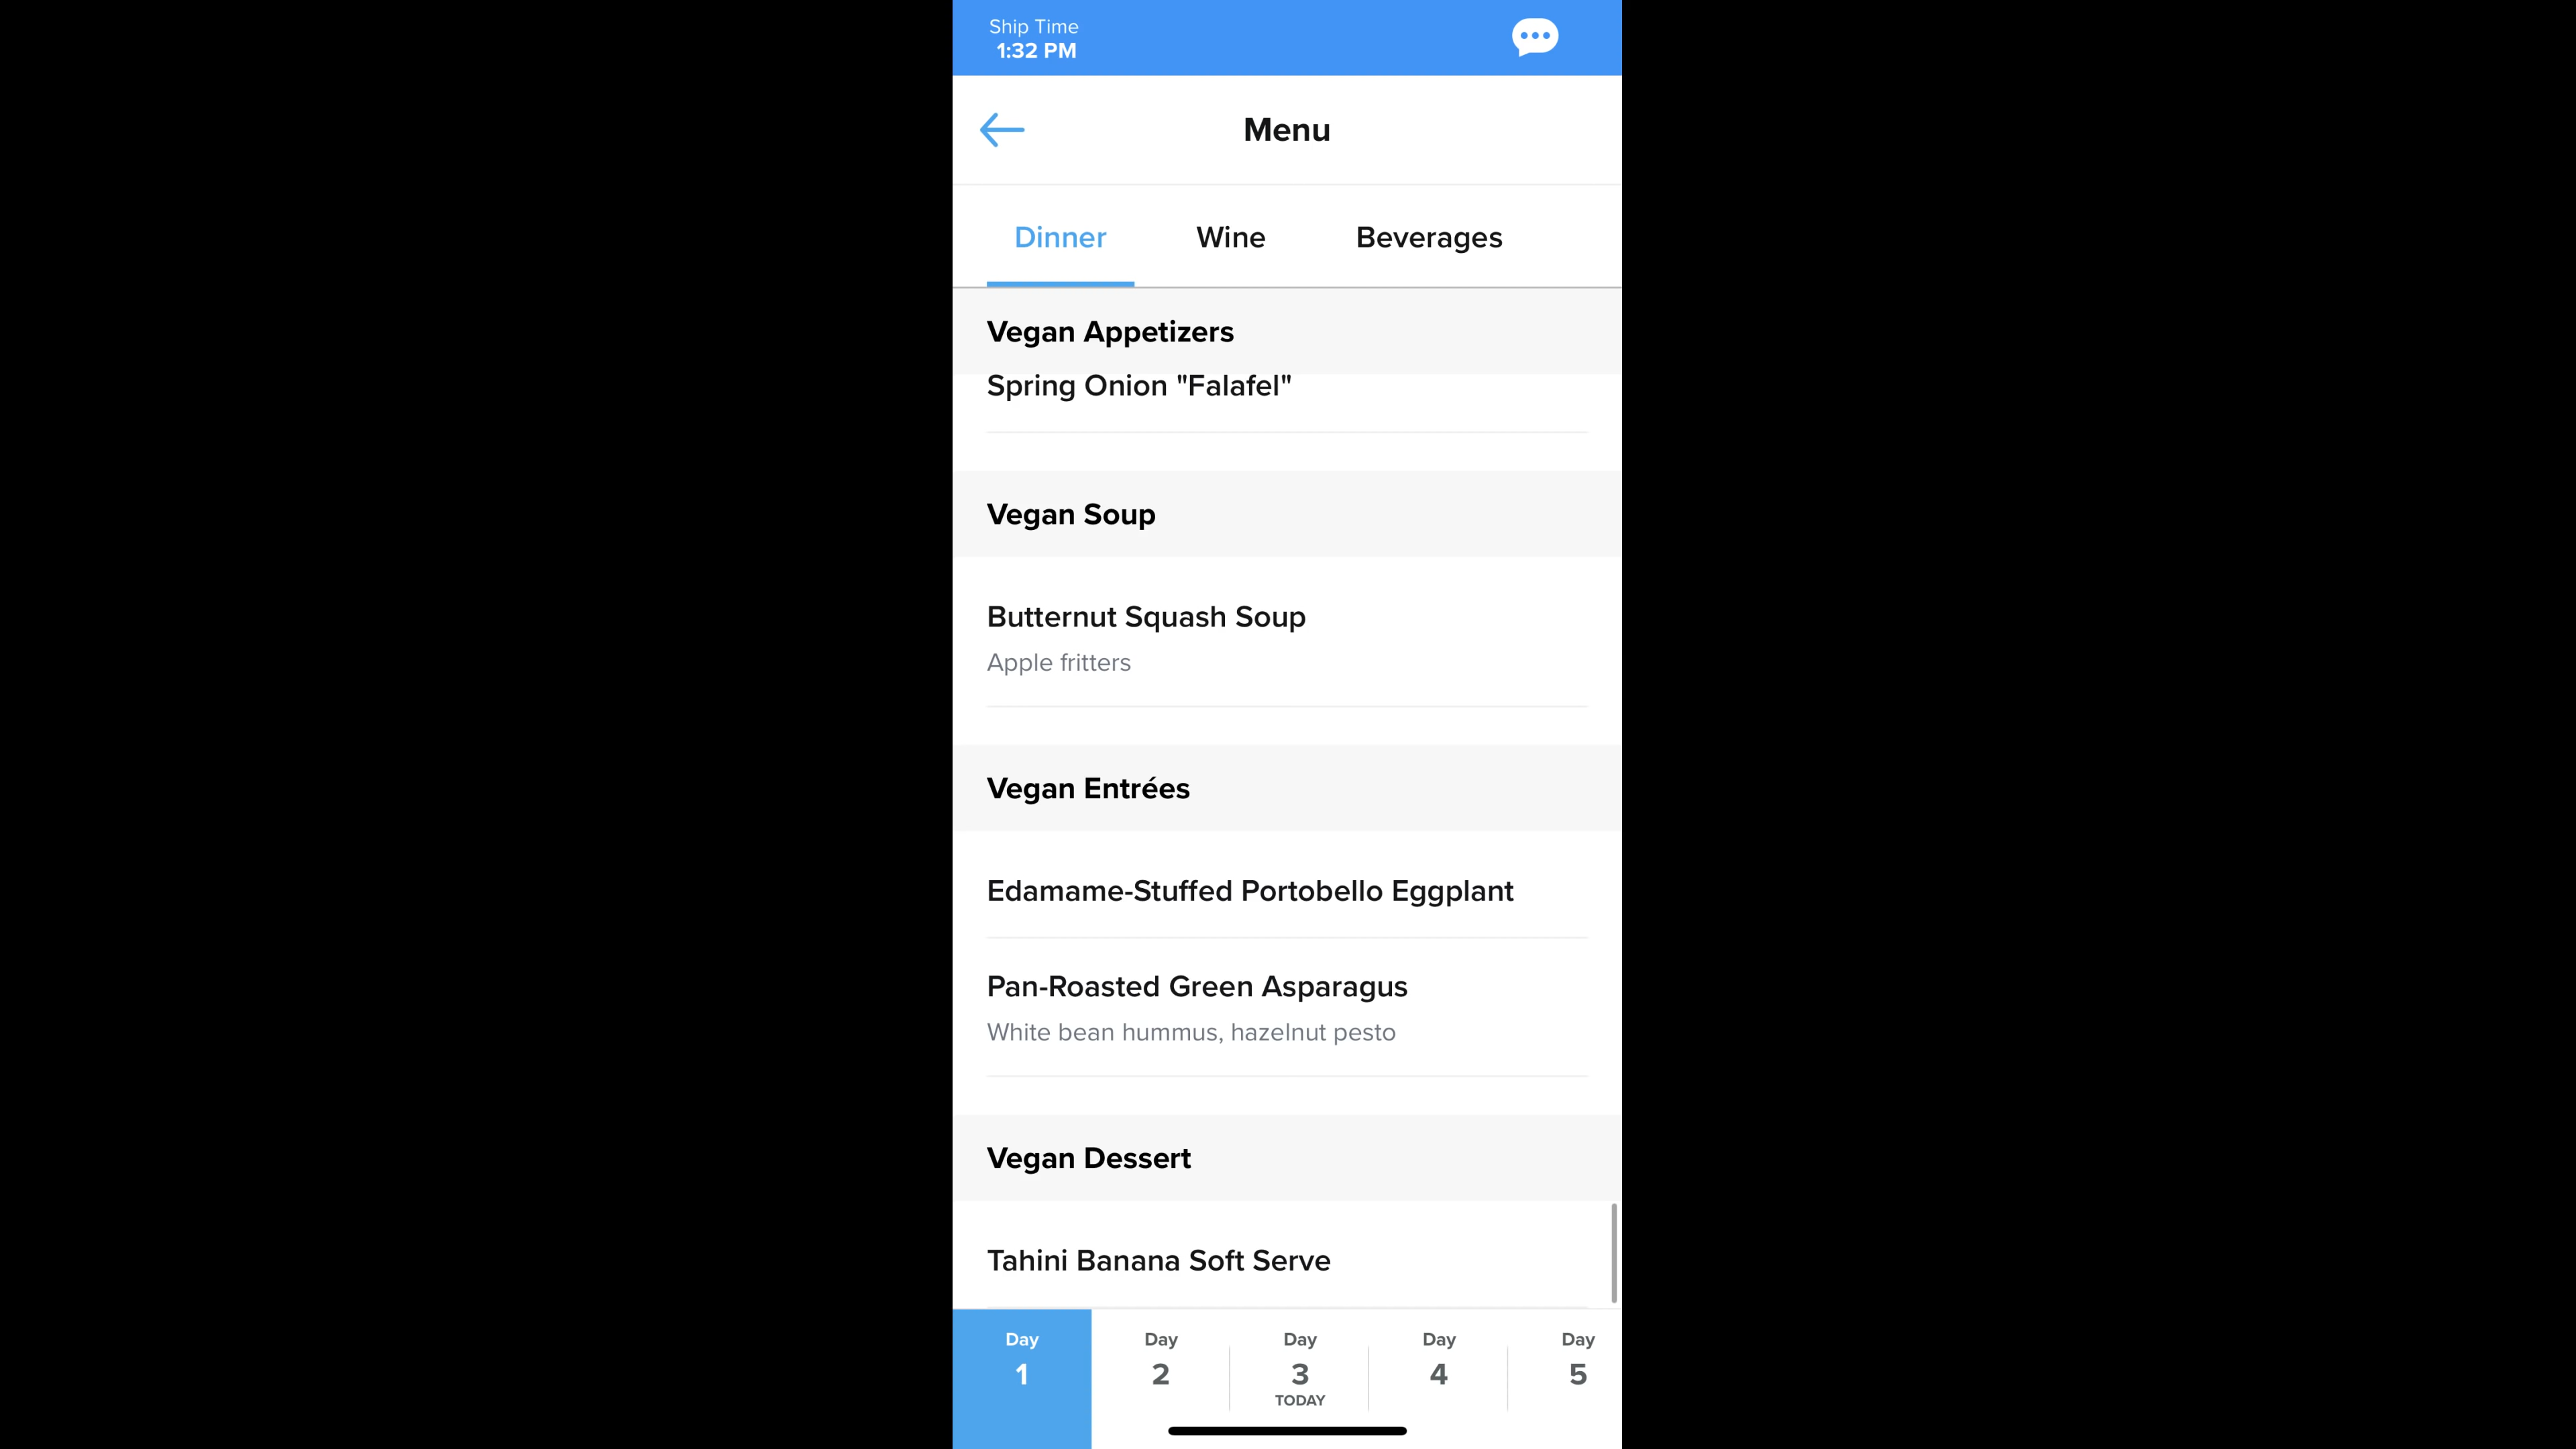 Ship Time
1:32 PM
Menu
Dinner Wine Beverages
Vegan Appetizers
Spring Onion "Falafel"
Vegan Soup
Butternut Squash Soup
Apple fritters
Vegan Entrées
Edamame-Stuffed Portobello Eggplant
Pan-Roasted Green Asparagus
White bean hummus, hazelnut pesto
Vegan Dessert
Tahini Banana Soft Serve
Day Day Day Day Day
1 2 3 4 5
TODAY